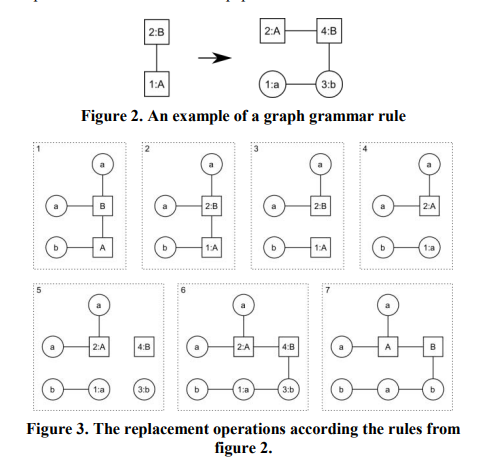 2:B 2:A 4:B
1:A 1:a 3:b
Figure 2. An example of a graph grammar rule
1 2 3 4
a a a a
a B a 2:B a 2:B a 2:A
b A b 1:A b 1:A b 1:a
5 6 7
a a a
a 2:A 4:B a 2:A 4:B a A B
b 1:a 3:b b 1:a 3:b b a b
Figure 3. The replacement operations according the rules from
figure 2.